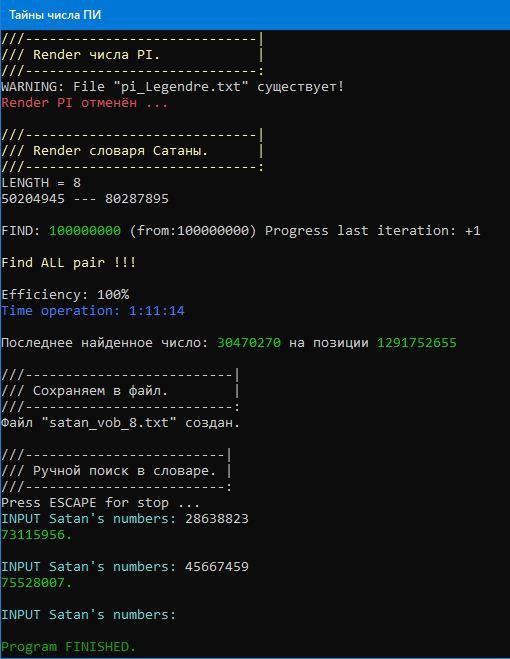 Тайны числа ПИ
///-----------------------------|
/// Render числа PI.            |
///-----------------------------:
WARNING: File "pi_Legendre.txt" существует!
Render PI отменён ...
///-----------------------------|
/// Render словаря Сатаны.      |
///-----------------------------:
LENGTH = 8
50204945 --- 80287895
FIND: 100000000 (from:100000000) Progress last iteration: +1
Find ALL pair !!!
Efficiency: 100%
Time operation: 1:11:14
Последнее найденное число: 30470270 на позиции 1291752655
///--------------------------|
/// Сохраняем в файл.        |
///--------------------------:
Файл "satan_vob_8.txt" создан.
///-------------------------|
/// Ручной поиск в словаре. |
///-------------------------:
Press ESCAPE for stop ...
INPUT Satan's numbers: 28638823
73115956.
INPUT Satan's numbers: 45667459
75528007.
INPUT Satan's numbers:
Program FINISHED.